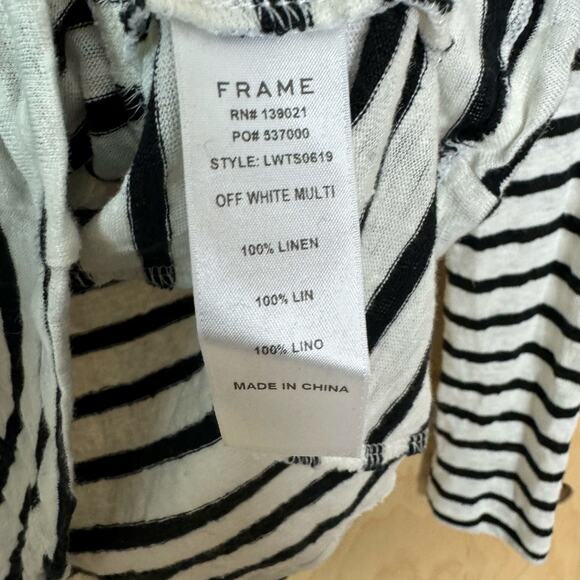 FRAME
RN# 139021
PO# 537000
STYLE: LWTS0619
OFF WHITE MULTI
100% LINEN
100% LIN
100% LINO
MADE IN CHINA